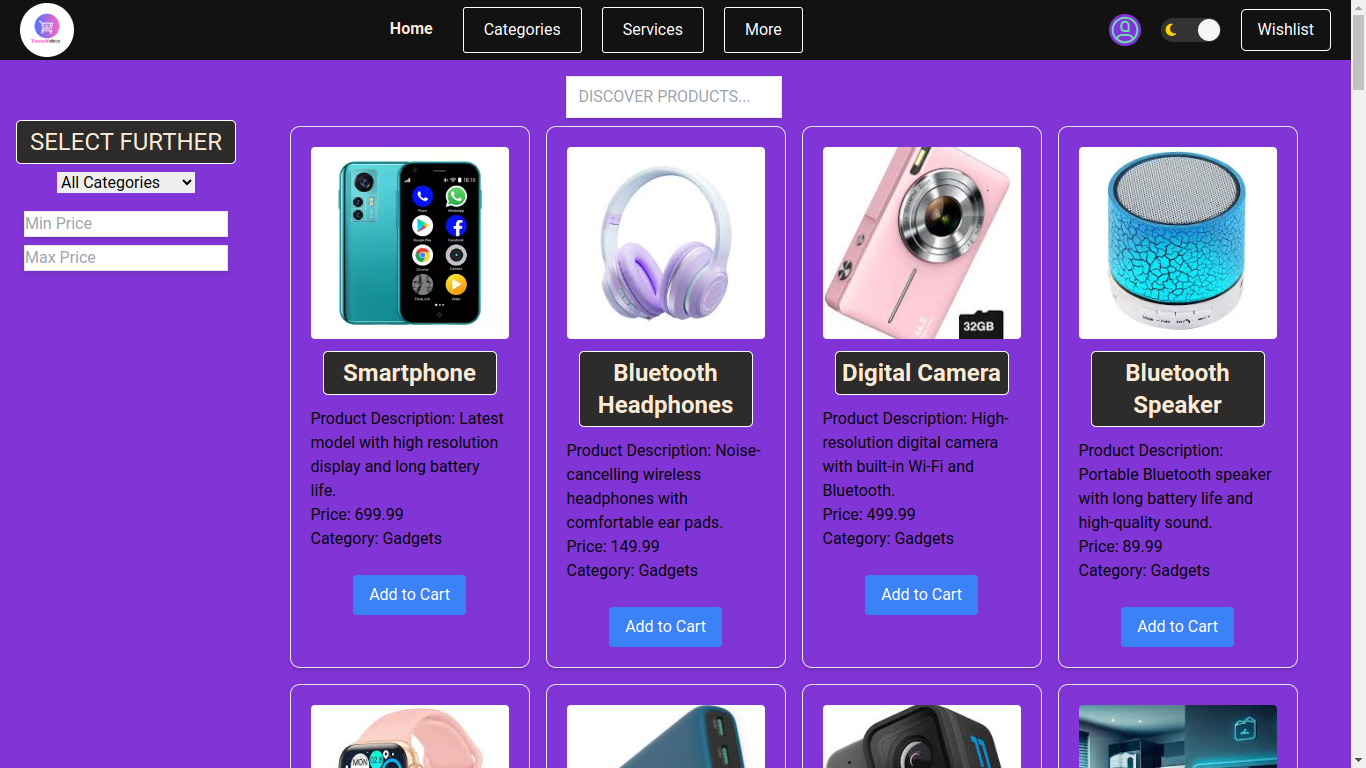 Home
Categories
Services
More
Wishlist
DISCOVER PRODUCTS...
SELECT FURTHER
All Categories
Min Price
Max Price
Smartphone
Product Description: Latest
model with high resolution
display and long battery
life.
Price: 699.99
Category: Gadgets
Add to Cart
Bluetooth
Headphones
Product Description: Noise-
cancelling wireless
headphones with
comfortable ear pads.
Price: 149.99
Category: Gadgets
Add to Cart
32GB
Digital Camera
Product Description: High-
resolution digital camera
with built-in Wi-Fi and
Bluetooth.
Price: 499.99
Category: Gadgets
Add to Cart
Bluetooth
Speaker
Product Description:
Portable Bluetooth speaker
with long battery life and
high-quality sound.
Price: 89.99
Category: Gadgets
Add to Cart
MON
11